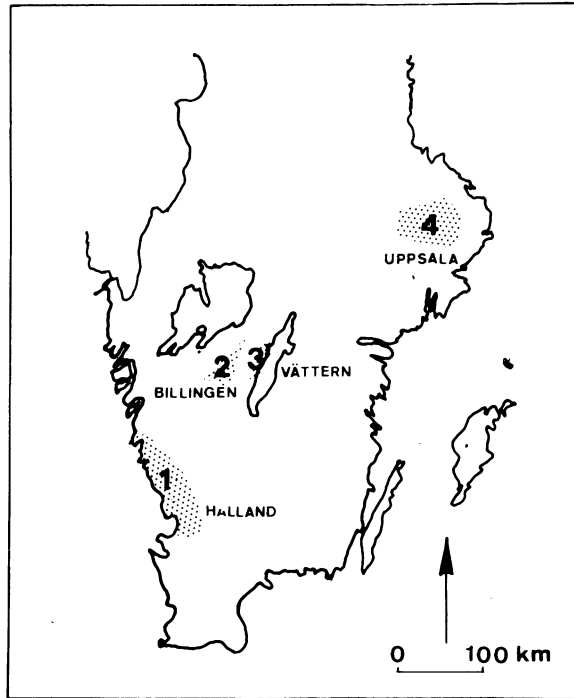 4
UPPSALA
3
2
VÄTTERN
BILLINGEN
1
HALLAND
0 100 km